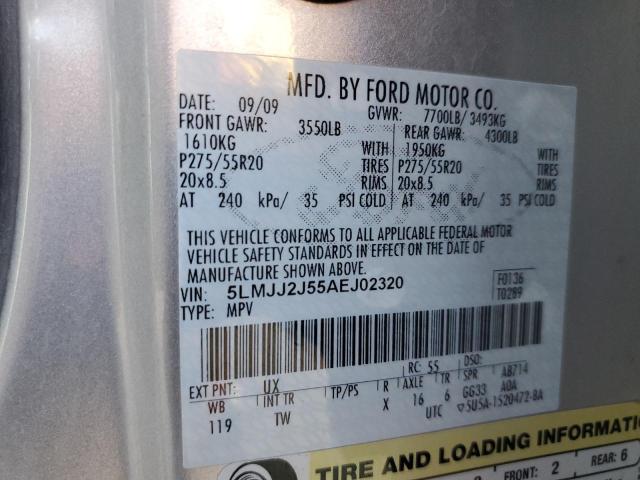 MFD. BY FORD MOTOR CO.
DATE: 09/09 GVWR: 7700LB/ 3493KG
FRONT GAWR: 3550LB REAR GAWR: 4300LB
1610KG WITH 1950KG WITH
P275/55R20 TIRES P275/55R20 TIRES
20x8.5 RIMS 20x8.5 RIMS
AT 240 kPa/ 35 PSI COLD AT 240 kPa/ 35 PSI COLD
THIS VEHICLE CONFORMS TO ALL APPLICABLE FEDERAL MOTOR
VEHICLE SAFETY STANDARDS IN EFFECT ON THE DATE OF
MANUFACTURE SHOWN ABOVE.
VIN: 5LMJJ2J55AEJ02320 F0136
TYPE: MPV T0289
EXT PNT: UX RC: 55 DSO:
WB INT TR TP/PS R AXLE TR SPR AB714
119 TW X 16 6 GG33 AOA
UTC ▽5U5A-1520472-BA
TIRE AND LOADING INFORMATI
FRONT: 2 REAR: 6